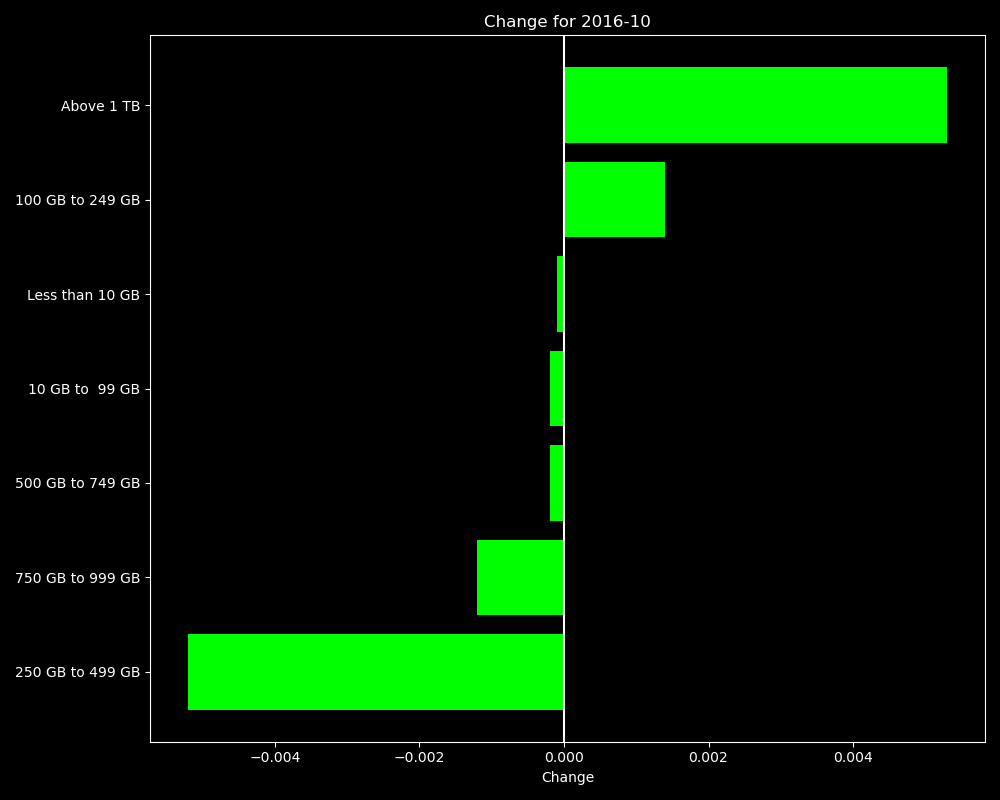 Change for 2016-10
Above 1 TB
100 GB to 249 GB
Less than 10 GB
10 GB to  99 GB
500 GB to 749 GB
750 GB to 999 GB
250 GB to 499 GB
−0.004 −0.002 0.000 0.002 0.004
Change